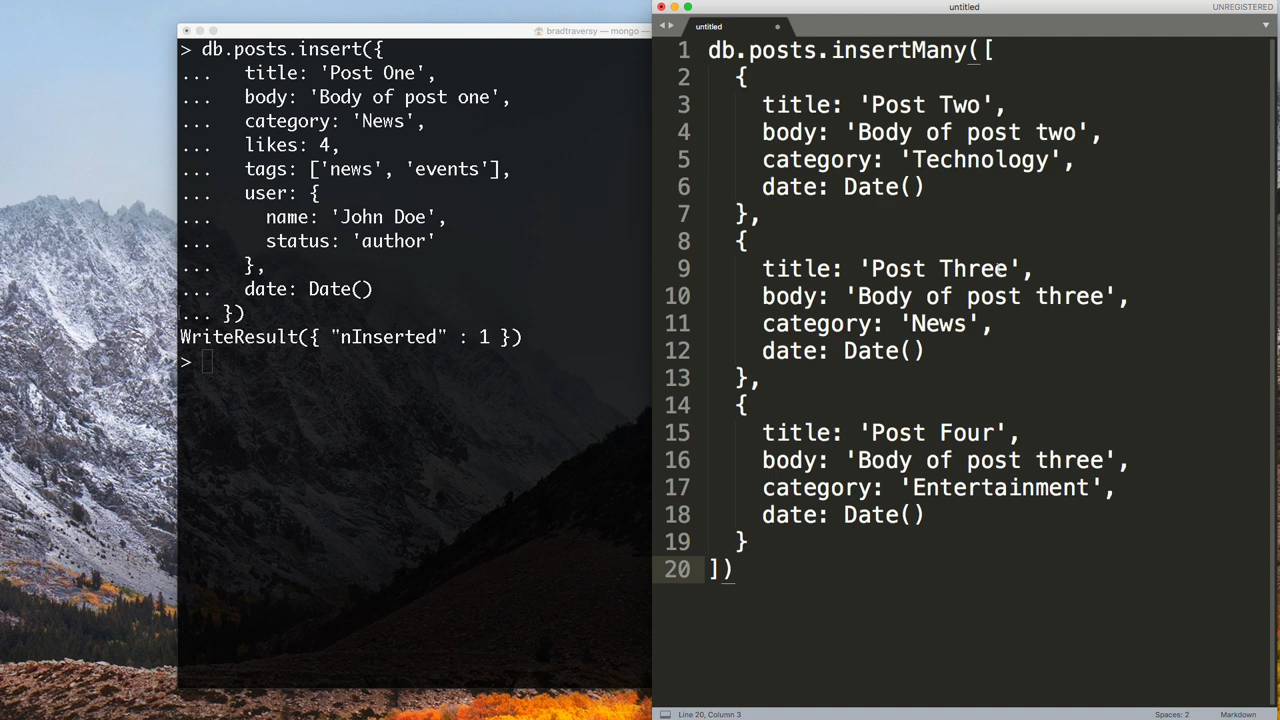 bradtraversy — mongo —
> db.posts.insert({
...   title: 'Post One',
...   body: 'Body of post one',
...   category: 'News',
...   likes: 4,
...   tags: ['news', 'events'],
...   user: {
...     name: 'John Doe',
...     status: 'author'
...   },
...   date: Date()
... })
WriteResult({ "nInserted" : 1 })
>
untitled
UNREGISTERED
untitled
1 db.posts.insertMany([
2   {
3     title: 'Post Two',
4     body: 'Body of post two',
5     category: 'Technology',
6     date: Date()
7   },
8   {
9     title: 'Post Three',
10     body: 'Body of post three',
11     category: 'News',
12     date: Date()
13   },
14   {
15     title: 'Post Four',
16     body: 'Body of post three',
17     category: 'Entertainment',
18     date: Date()
19   }
20 ])
Line 20, Column 3
Spaces: 2
Markdown